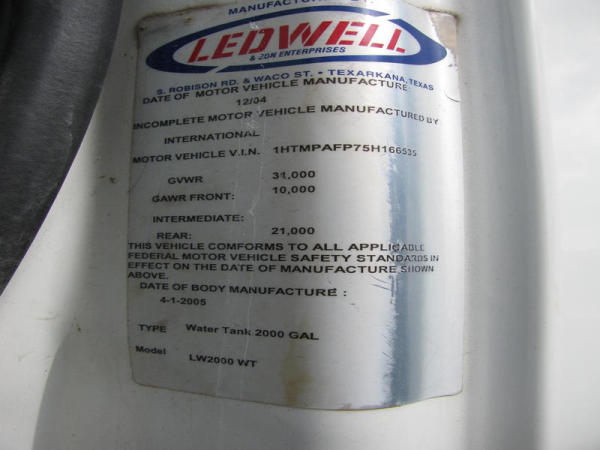 MANUFACTURED BY:
LEDWELL
& SON ENTERPRISES
S. ROBISON RD. & WACO ST. • TEXARKANA, TEXAS
DATE OF MOTOR VEHICLE MANUFACTURE
12/04
INCOMPLETE MOTOR VEHICLE MANUFACTURED BY
INTERNATIONAL
MOTOR VEHICLE V.I.N. 1HTMPAFP75H166535
GVWR 31,000
GAWR FRONT: 10,000
INTERMEDIATE:
REAR: 21,000
THIS VEHICLE COMFORMS TO ALL APPLICABLE
FEDERAL MOTOR VEHICLE SAFETY STANDARDS IN
EFFECT ON THE DATE OF MANUFACTURE SHOWN
ABOVE.
DATE OF BODY MANUFACTURE :
4-1-2005
TYPE Water Tank 2000 GAL
Model LW2000 WT